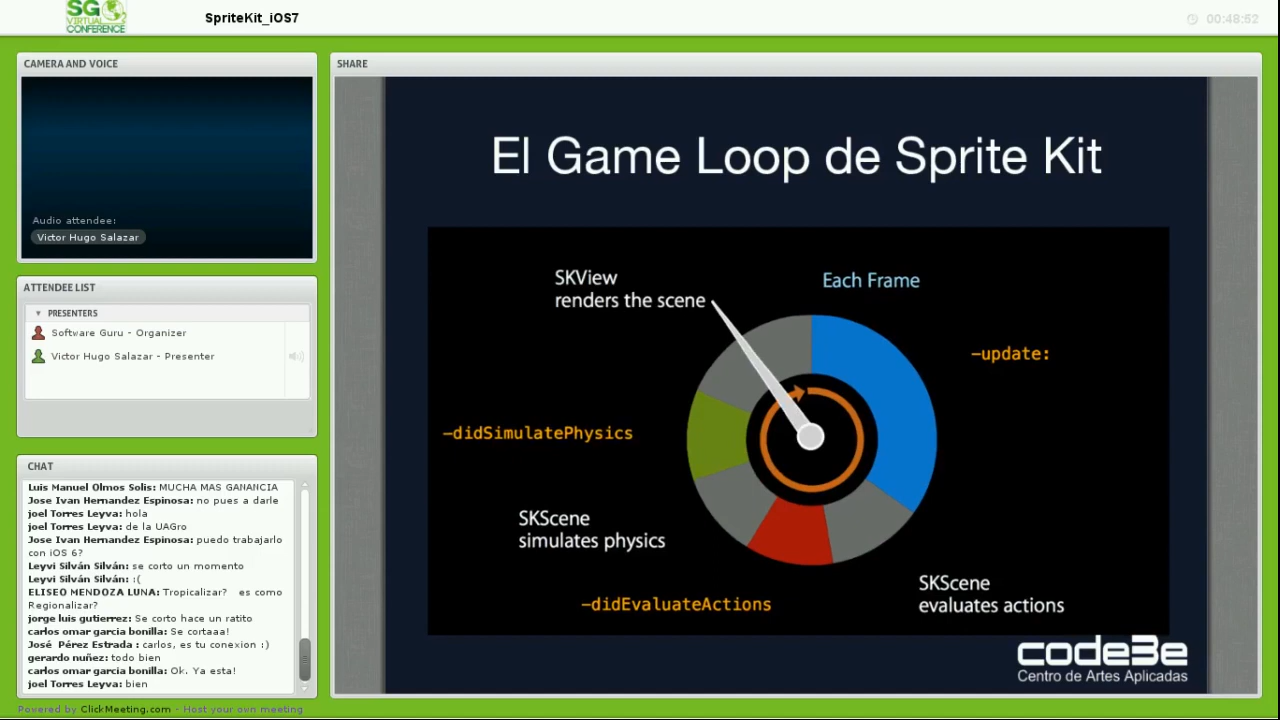 SG
VIRTUAL
CONFERENCE
SpriteKit_iOS7
00:48:52
CAMERA AND VOICE
Audio attendee:
Victor Hugo Salazar
ATTENDEE LIST
PRESENTERS
Software Guru - Organizer
Victor Hugo Salazar - Presenter
CHAT
Luis Manuel Olmos Solis: MUCHA MAS GANANCIA
Jose Ivan Hernandez Espinosa: no pues a darle
joel Torres Leyva: hola
joel Torres Leyva: de la UAGro
Jose Ivan Hernandez Espinosa: puedo trabajarlo
con iOS 6?
Leyvi Silván Silván: se corto un momento
Leyvi Silván Silván: :(
ELISEO MENDOZA LUNA: Tropicalizar? es como
Regionalizar?
jorge luis gutierrez: Se corto hace un ratito
carlos omar garcia bonilla: Se cortaaa!
José Pérez Estrada : carlos, es tu conexion :)
gerardo nuñez: todo bien
carlos omar garcia bonilla: Ok. Ya esta!
joel Torres Leyva: bien
Powered by ClickMeeting.com - Host your own meeting
SHARE
El Game Loop de Sprite Kit
SKView
renders the scene
Each Frame
-update:
-didSimulatePhysics
SKScene
simulates physics
-didEvaluateActions
SKScene
evaluates actions
code3e
Centro de Artes Aplicadas